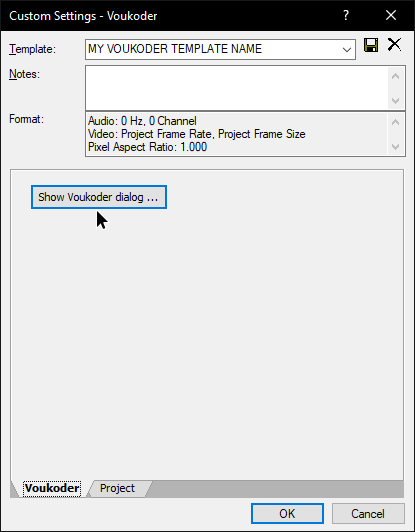 Custom Settings - Voukoder
?
Template: MY VOUKODER TEMPLATE NAME
Notes:
Format: Audio: 0 Hz, 0 Channel
Video: Project Frame Rate, Project Frame Size
Pixel Aspect Ratio: 1.000
Show Voukoder dialog ...
Voukoder Project
OK Cancel